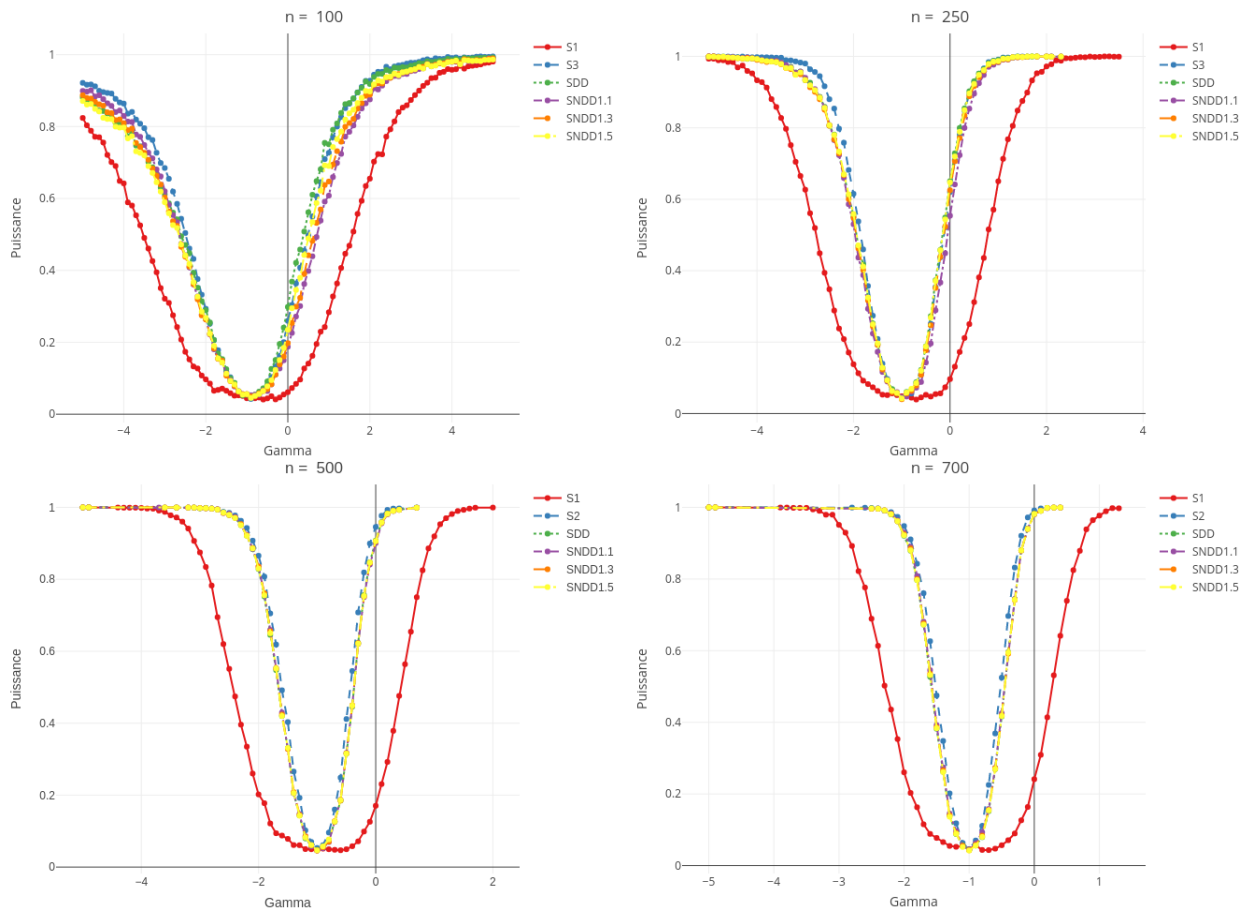 n = 100
Puissance
1
0.8
0.6
0.4
0.2
0
−4
−2
0
2
4
Gamma
S1
S3
SDD
SNDD1.1
SNDD1.3
SNDD1.5
n = 250
Puissance
1
0.8
0.6
0.4
0.2
0
−4
−2
0
2
4
Gamma
S1
S3
SDD
SNDD1.1
SNDD1.3
SNDD1.5
n = 500
Puissance
1
0.8
0.6
0.4
0.2
0
−4
−2
0
2
Gamma
S1
S2
SDD
SNDD1.1
SNDD1.3
SNDD1.5
n = 700
Puissance
1
0.8
0.6
0.4
0.2
0
−5
−4
−3
−2
−1
0
1
Gamma
S1
S2
SDD
SNDD1.1
SNDD1.3
SNDD1.5